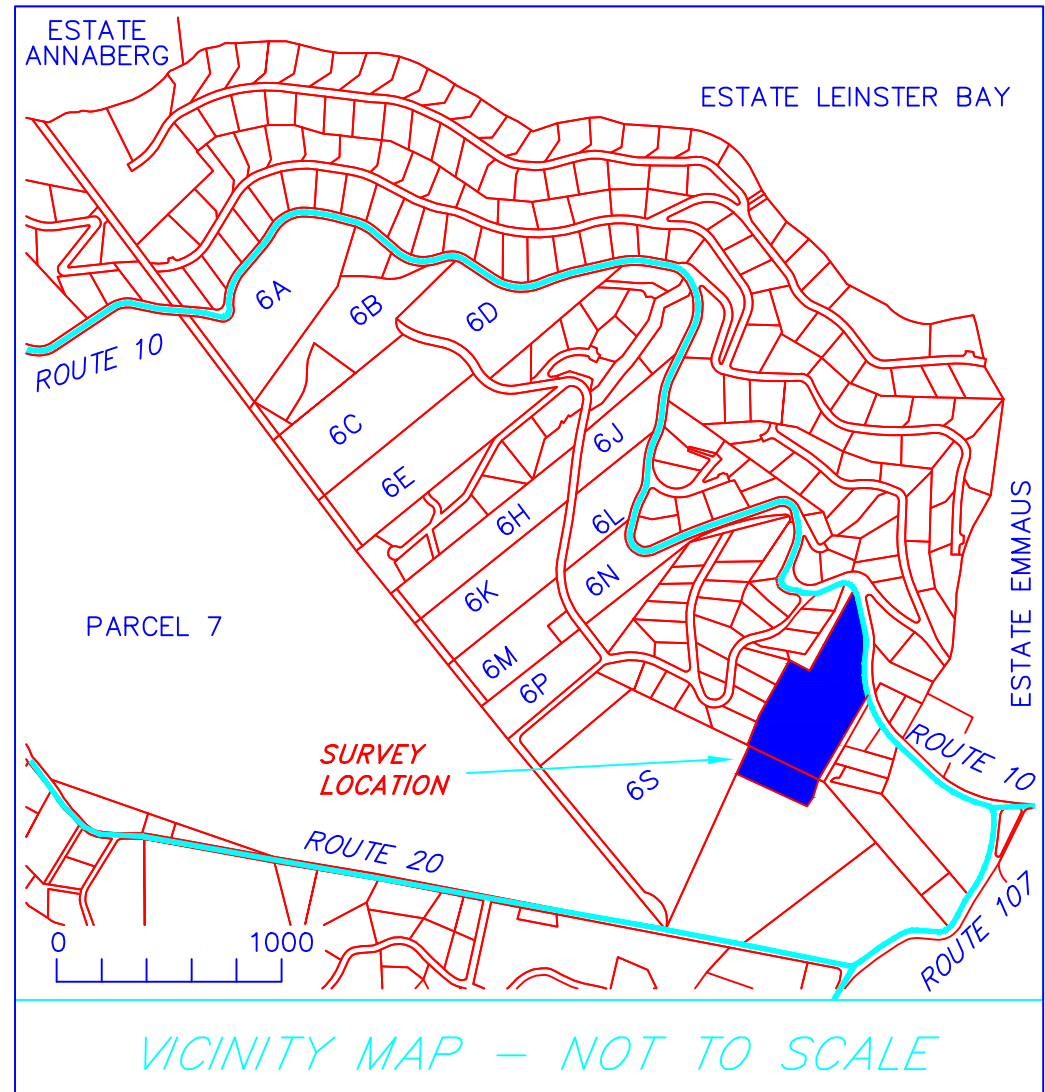 ESTATE
ANNABERG
ESTATE LEINSTER BAY
6A
6B
6D
ROUTE 10
6C
6J
6E
6H
6L
ESTATE EMMAUS
6N
6K
PARCEL 7
6M
6P
ROUTE 10
SURVEY
LOCATION
6S
ROUTE 20
ROUTE 107
0 1000
VICINITY MAP – NOT TO SCALE